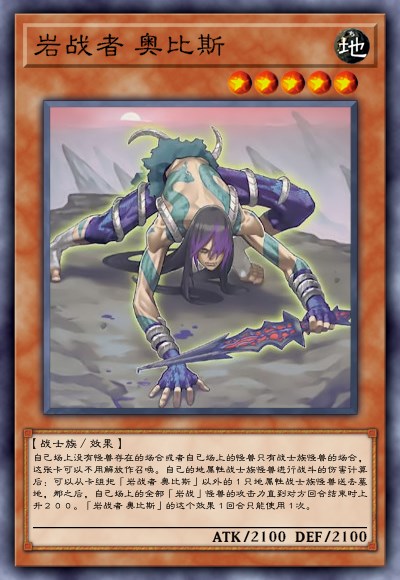 岩战者 奥比斯
地
【战士族／效果】
自己场上没有怪兽存在的场合或者自己场上的怪兽只有战士族怪兽的场合，
这张卡可以不用解放作召唤。自己的地属性战士族怪兽进行战斗的伤害计算
后：可以从卡组把「岩战者 奥比斯」以外的1只地属性战士族怪兽送去墓
地，那之后，自己场上的全部「岩战」怪兽的攻击力直到对方回合结束时上
升２００。「岩战者 奥比斯」的这个效果1回合只能使用1次。
ATK/2100 DEF/2100